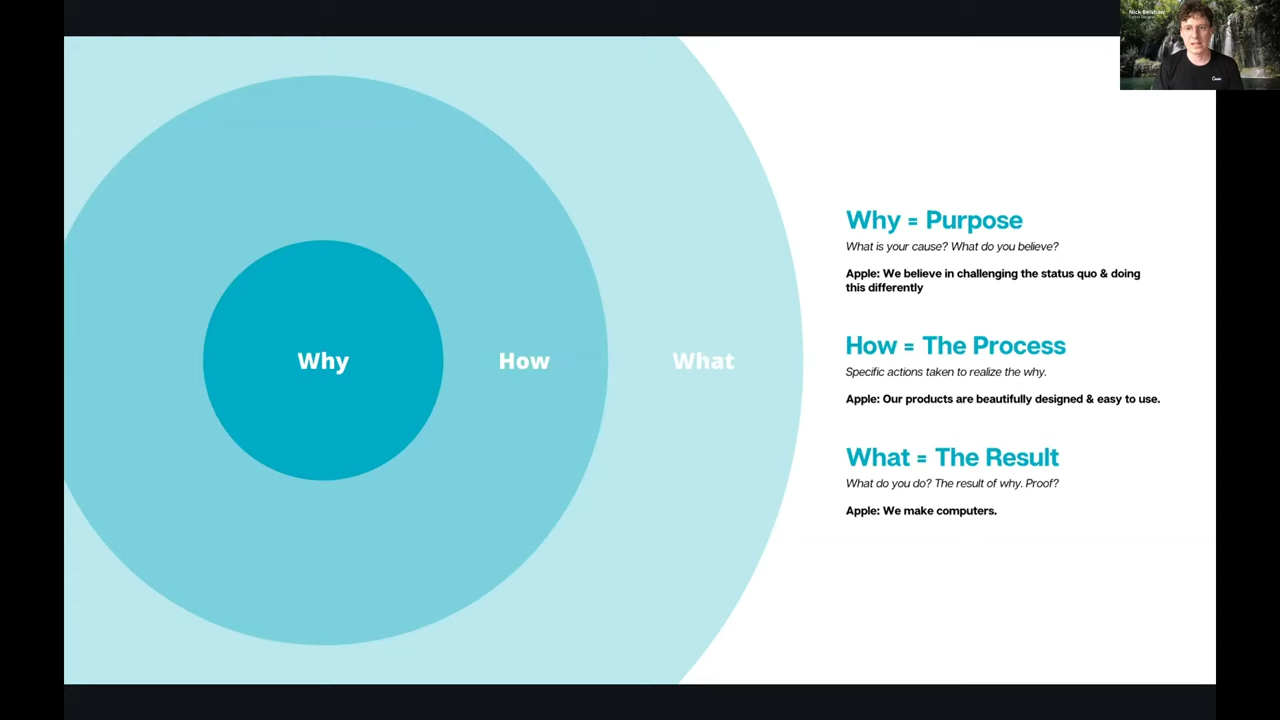 Nick Belshaw
Why
How
What
Why = Purpose
What is your cause? What do you believe?
Apple: We believe in challenging the status quo & doing
this differently
How = The Process
Specific actions taken to realize the why.
Apple: Our products are beautifully designed & easy to use.
What = The Result
What do you do? The result of why. Proof?
Apple: We make computers.